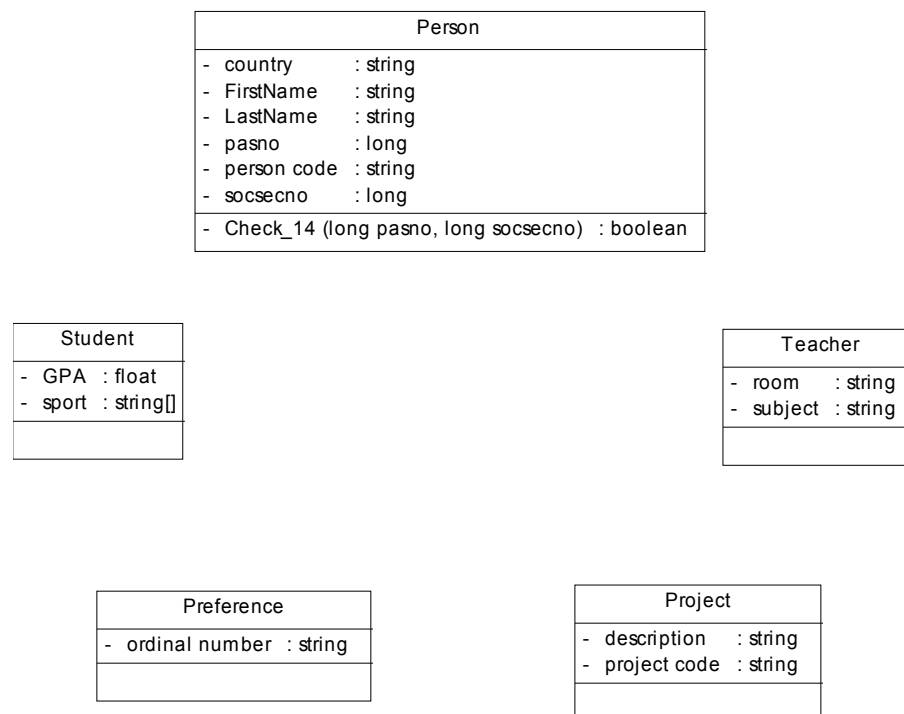 Person
- country : string
- FirstName : string
- LastName : string
- pasno : long
- person code : string
- socsecno : long
- Check_14 (long pasno, long socsecno) : boolean
Student
- GPA : float
- sport : string[]
Teacher
- room : string
- subject : string
Preference
- ordinal number : string
Project
- description : string
- project code : string